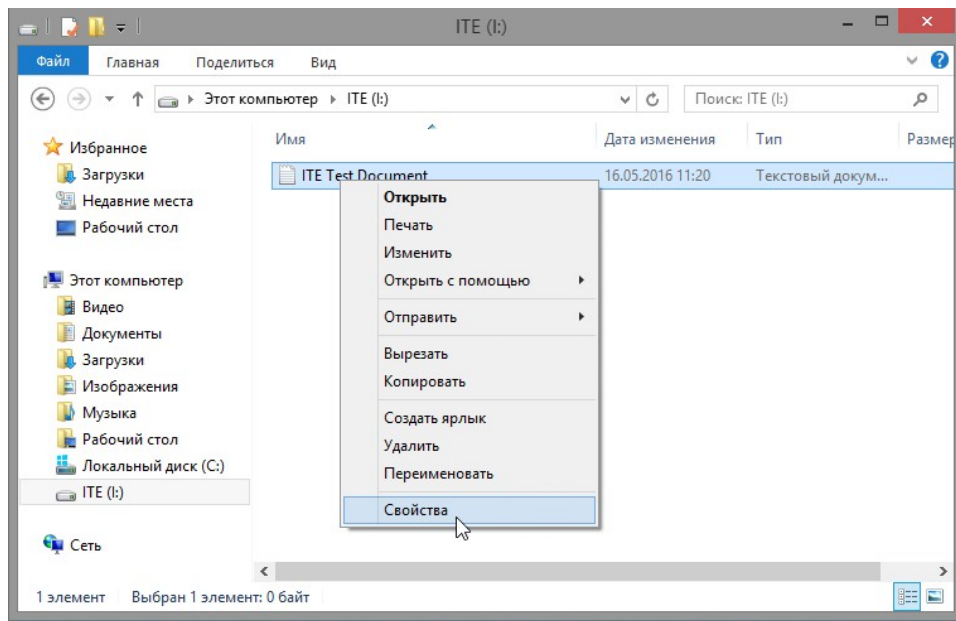 ITE (I:)
Файл Главная Поделиться Вид
Этот компьютер ITE (I:) Поиск: ITE (I:)
Имя Дата изменения Тип Размер
ITE Test Document 16.05.2016 11:20 Текстовый докум...
Избранное
Загрузки
Недавние места
Рабочий стол
Этот компьютер
Видео
Документы
Загрузки
Изображения
Музыка
Рабочий стол
Локальный диск (C:)
ITE (I:)
Сеть
Открыть
Печать
Изменить
Открыть с помощью
Отправить
Вырезать
Копировать
Создать ярлык
Удалить
Переименовать
Свойства
1 элемент Выбран 1 элемент: 0 байт